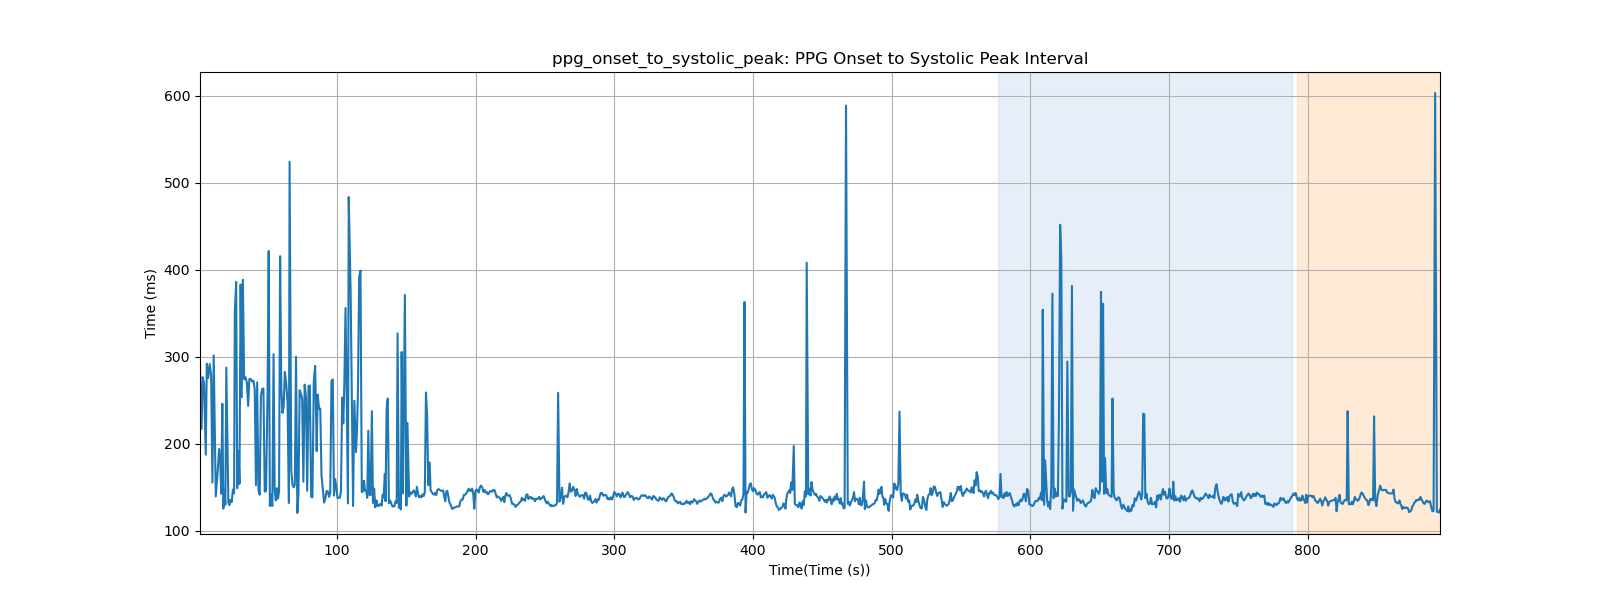 ppg_onset_to_systolic_peak: PPG Onset to Systolic Peak Interval
600
500
400
300
200
100
Time (ms)
100 200 300 400 500 600 700 800
Time(Time (s))